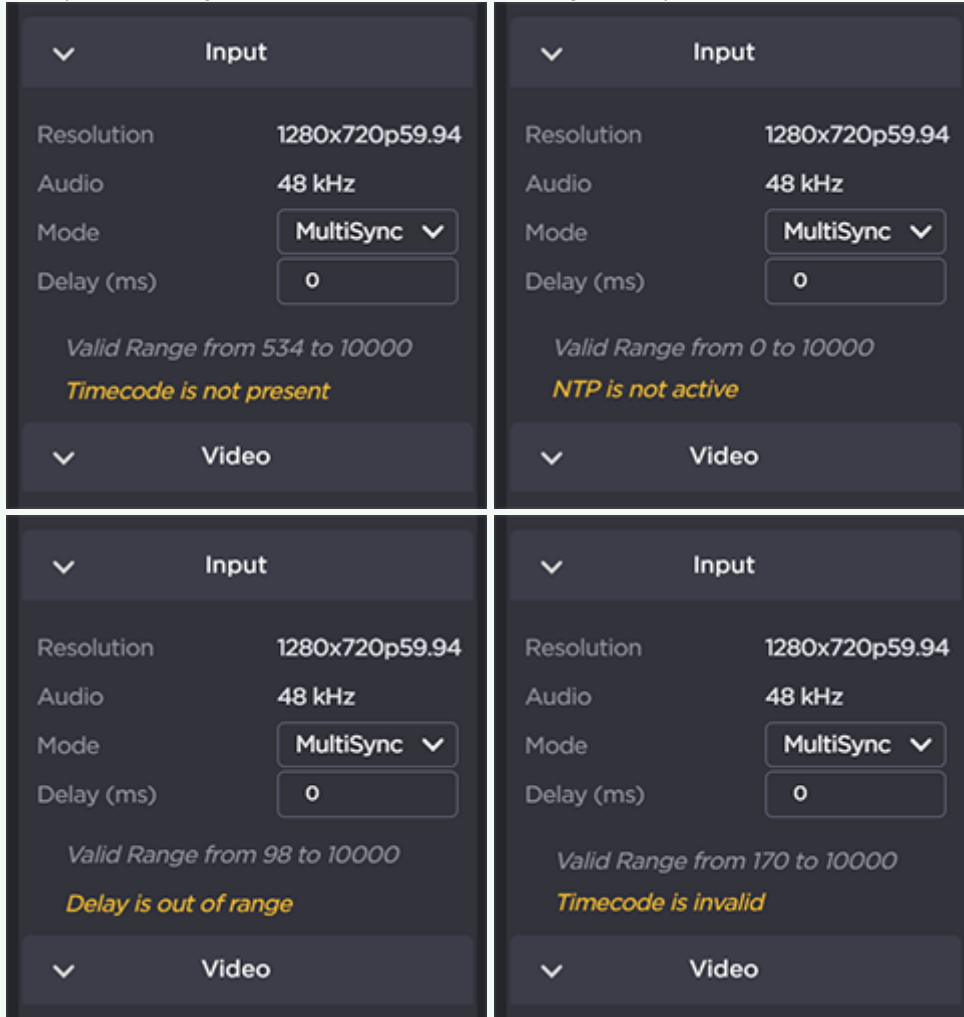 Input
Resolution 1280x720p59.94
Audio 48 kHz
Mode MultiSync
Delay (ms) 0
Valid Range from 534 to 10000
Timecode is not present
Video
Input
Resolution 1280x720p59.94
Audio 48 kHz
Mode MultiSync
Delay (ms) 0
Valid Range from 0 to 10000
NTP is not active
Video
Input
Resolution 1280x720p59.94
Audio 48 kHz
Mode MultiSync
Delay (ms) 0
Valid Range from 98 to 10000
Delay is out of range
Video
Input
Resolution 1280x720p59.94
Audio 48 kHz
Mode MultiSync
Delay (ms) 0
Valid Range from 170 to 10000
Timecode is invalid
Video